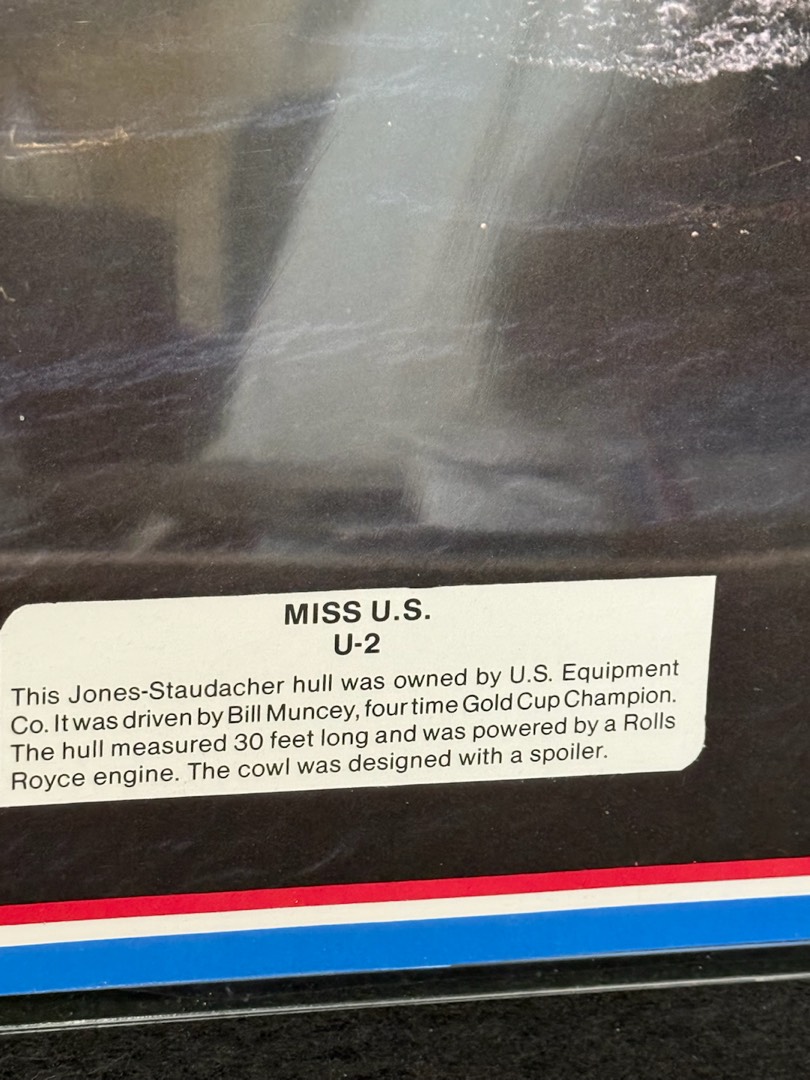 MISS U.S.
U-2
This Jones-Staudacher hull was owned by U.S. Equipment
Co. It was driven by Bill Muncey, four time Gold Cup Champion.
The hull measured 30 feet long and was powered by a Rolls
Royce engine. The cowl was designed with a spoiler.